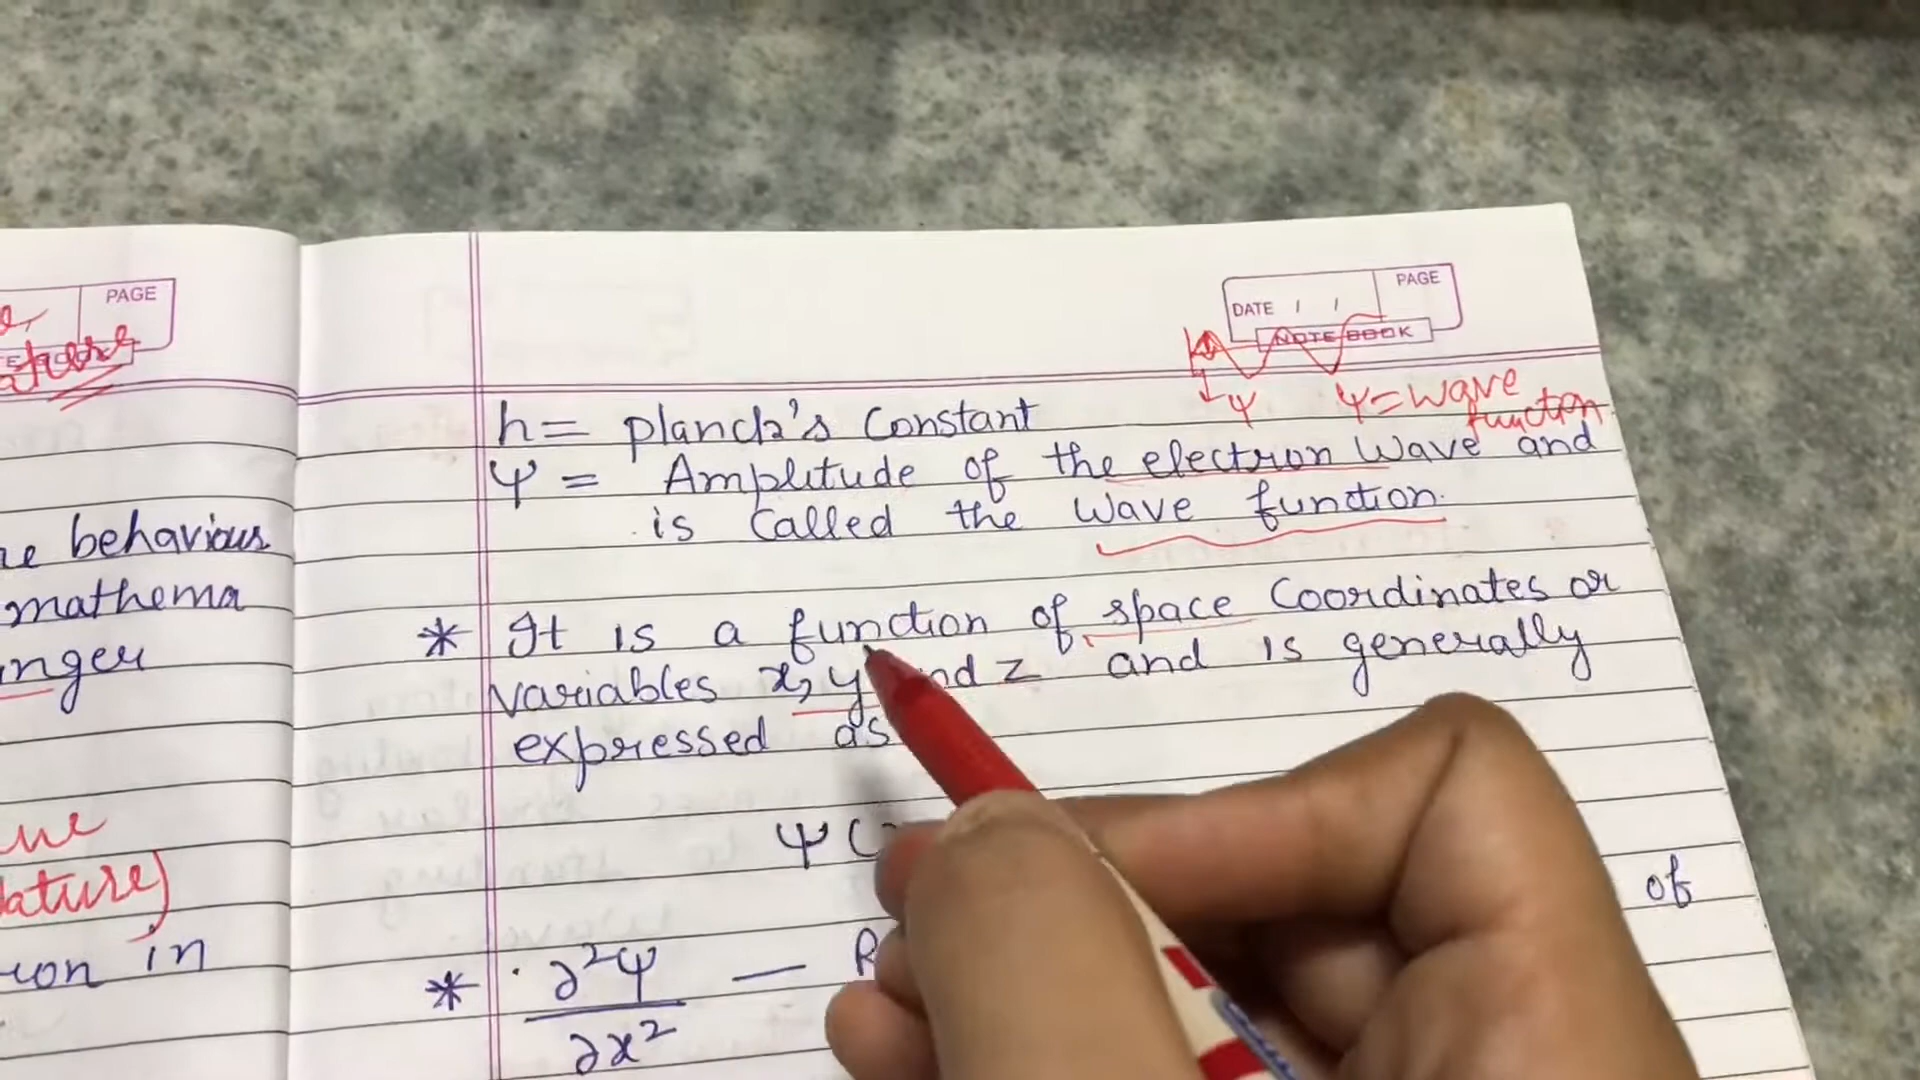 PAGE
PAGE
DATE / /
NOTE BOOK
ψ
ψ=wave
function
h= planck's Constant
ψ = Amplitude of the electron Wave and
is Called the Wave function.
behaviour
mathema
nger
* It is a function of space Coordinates or
variables x, y and z and is generally
expressed as
ature)
ron in
ψ (
of
* ∂²ψ —
∂x²